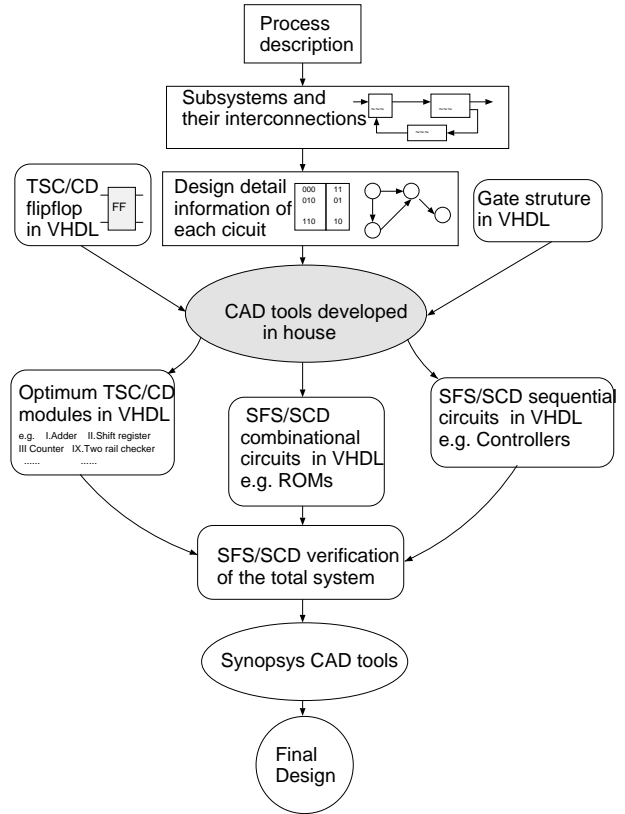 Process
description
Subsystems and
their interconnections
TSC/CD
flipflop
in VHDL
FF
Design detail
information of
each cicuit
000 11
010 01
110 10
Gate struture
in VHDL
CAD tools developed
in house
Optimum TSC/CD
modules in VHDL
e.g. I.Adder II.Shift register
III Counter IX.Two rail checker
...... ......
SFS/SCD
combinational
circuits in VHDL
e.g. ROMs
SFS/SCD sequential
circuits in VHDL
e.g. Controllers
SFS/SCD verification
of the total system
Synopsys CAD tools
Final
Design